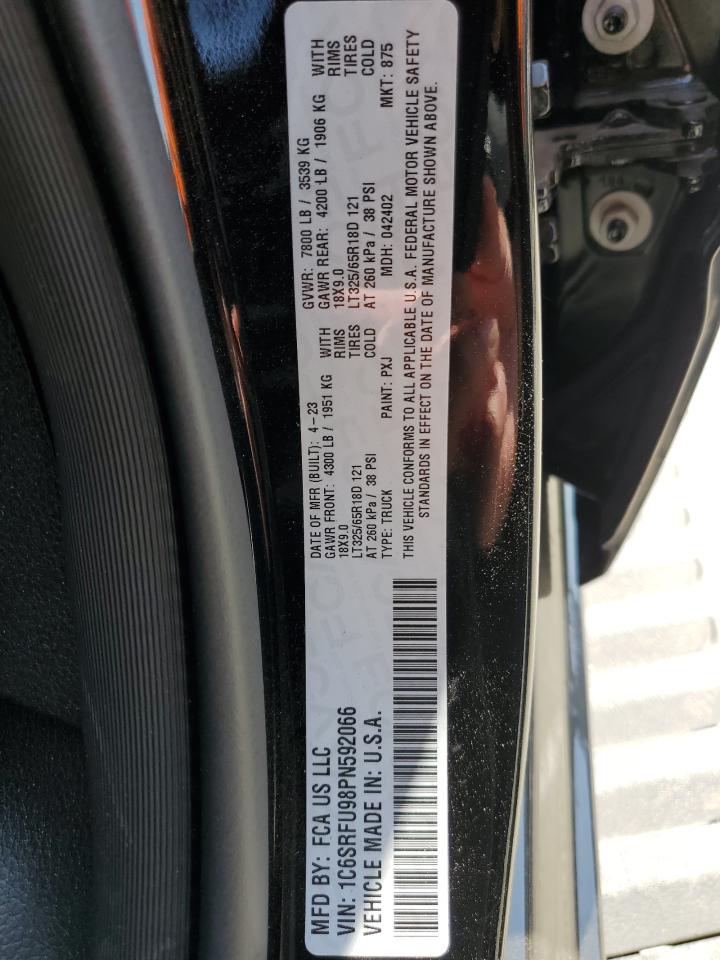 MFD BY: FCA US LLC
VIN: 1C6SRFU98PN592066
VEHICLE MADE IN: U.S.A.
DATE OF MFR (BUILT): 4-23 GVWR: 7800 LB / 3539 KG
GAWR FRONT: 4300 LB / 1951 KG WITH GAWR REAR: 4200 LB / 1906 KG WITH
18X9.0 RIMS 18X9.0 RIMS
LT325/65R18D 121 TIRES LT325/65R18D 121 TIRES
AT 260 kPa / 38 PSI COLD AT 260 kPa / 38 PSI COLD
TYPE: TRUCK PAINT: PXJ MDH: 042402 MKT: 875
THIS VEHICLE CONFORMS TO ALL APPLICABLE U.S.A. FEDERAL MOTOR VEHICLE SAFETY
STANDARDS IN EFFECT ON THE DATE OF MANUFACTURE SHOWN ABOVE.